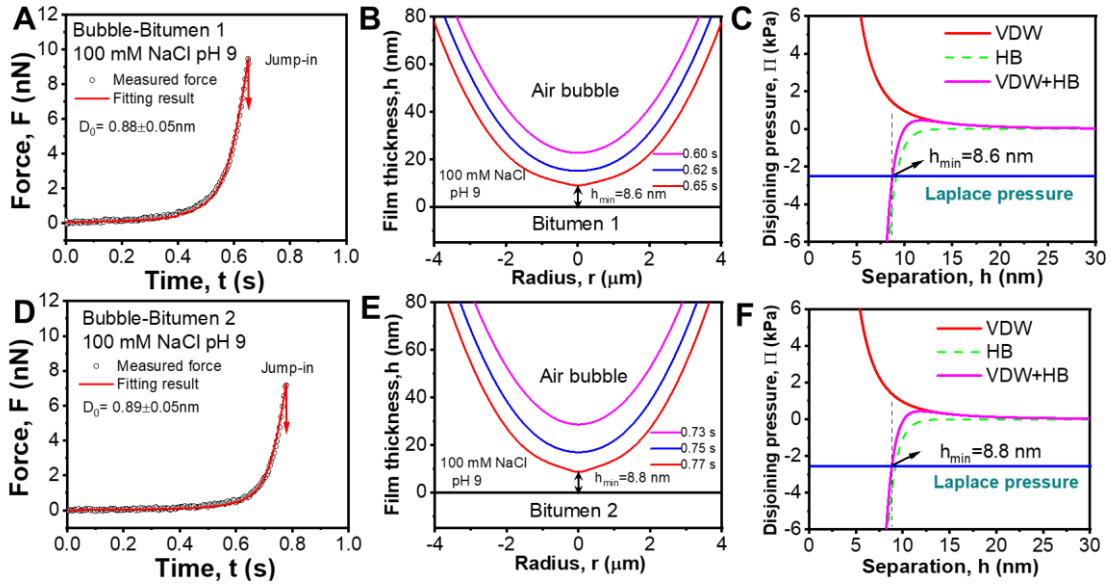 A
Bubble-Bitumen 1
100 mM NaCl pH 9
Jump-in
Measured force
Fitting result
D₀= 0.88±0.05nm
Force, F (nN)
12
10
8
6
4
2
0
0.0 0.2 0.4 0.6 0.8 1.0
Time, t (s)
B
Film thickness,h (nm)
80
60
40
20
0
Air bubble
0.60 s
0.62 s
0.65 s
100 mM NaCl
pH 9
hmin=8.6 nm
Bitumen 1
-4 -2 0 2 4
Radius, r (μm)
C
Disjoining pressure, Π (kPa)
6
4
2
0
-2
-4
-6
VDW
HB
VDW+HB
hmin=8.6 nm
Laplace pressure
0 5 10 15 20 25 30
Separation, h (nm)
D
Bubble-Bitumen 2
100 mM NaCl pH 9
Measured force
Jump-in
Fitting result
D₀= 0.89±0.05nm
Force, F (nN)
12
10
8
6
4
2
0
0.0 0.2 0.4 0.6 0.8 1.0
Time, t (s)
E
Film thickness,h (nm)
80
60
40
20
0
Air bubble
0.73 s
0.75 s
0.77 s
100 mM NaCl
pH 9
hmin=8.8 nm
Bitumen 2
-4 -2 0 2 4
Radius, r (μm)
F
Disjoining pressure, Π (kPa)
6
4
2
0
-2
-4
-6
VDW
HB
VDW+HB
hmin=8.8 nm
Laplace pressure
0 5 10 15 20 25 30
Separation, h (nm)